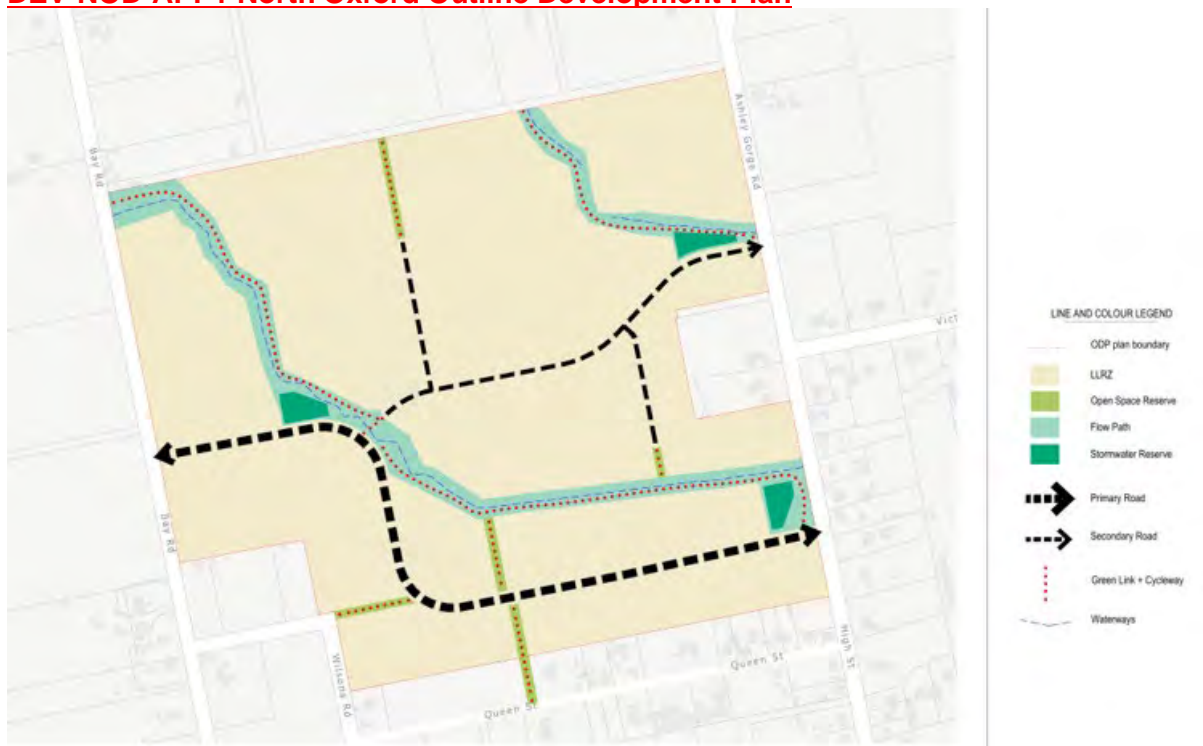 DEV-NOD-APP1 North Oxford Outline Development Plan
Bay Rd
Ashley Gorge Rd
Vict
Bay Rd
Wilsons Rd
High St
Queen St
Queen St
LINE AND COLOUR LEGEND
ODP plan boundary
LLRZ
Open Space Reserve
Flow Path
Stormwater Reserve
Primary Road
Secondary Road
Green Link + Cycleway
Waterways